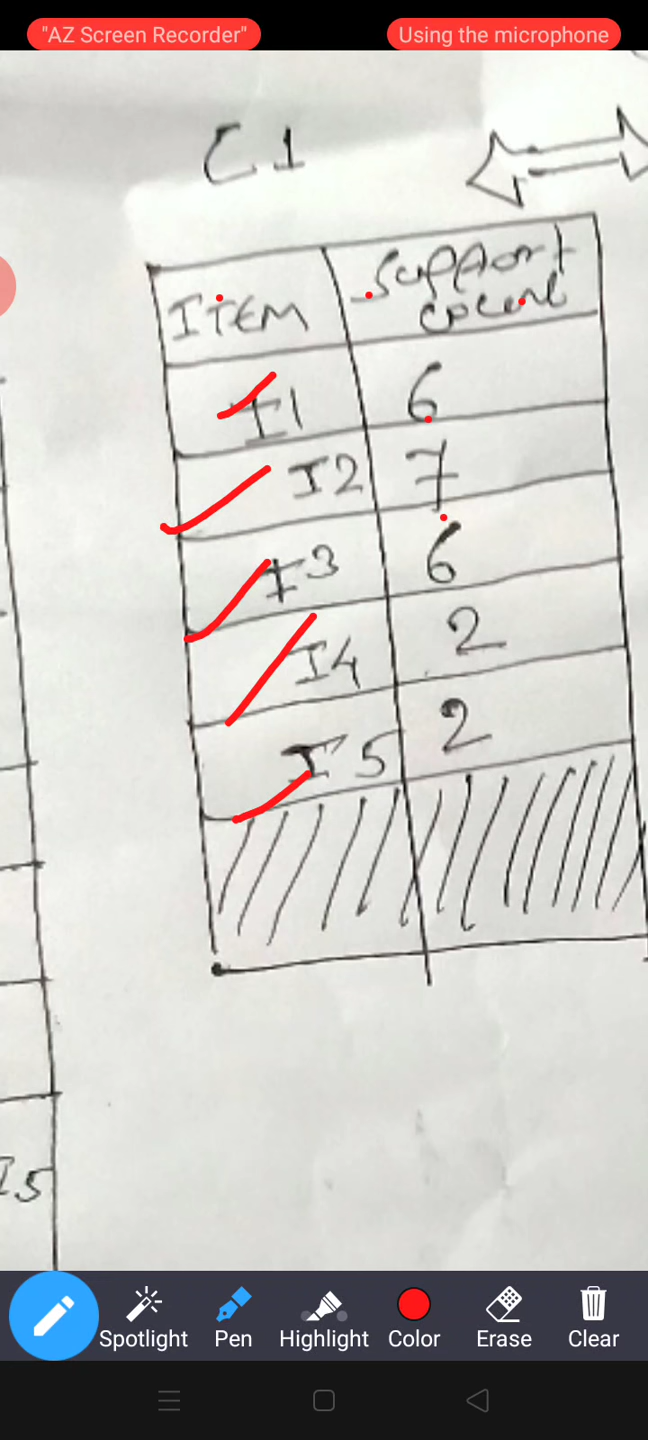 "AZ Screen Recorder"
Using the microphone
C1
ITEM
Support count
I1 6
I2 7
I3 6
I4 2
I5 2
I5
Spotlight Pen Highlight Color Erase Clear